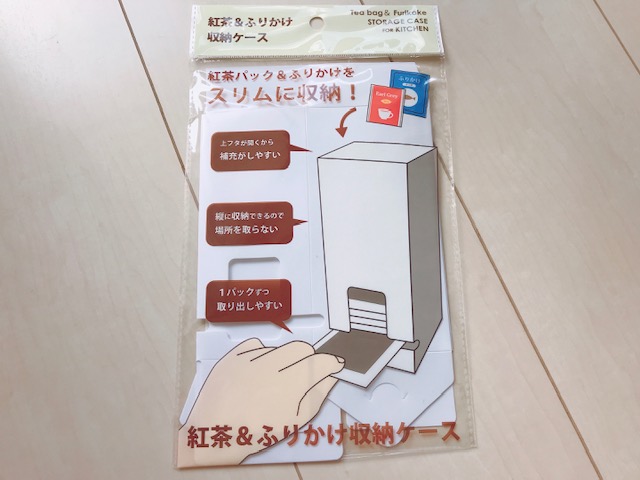 紅茶＆ふりかけ
収納ケース
Tea bag & Furikake
STORAGE CASE
FOR KITCHEN
紅茶パック＆ふりかけを
スリムに収納！
ふりかけ
Earl Grey
上フタが開くから
補充がしやすい
縦に収納できるので
場所を取らない
1パックずつ
取り出しやすい
紅茶＆ふりかけ収納ケース